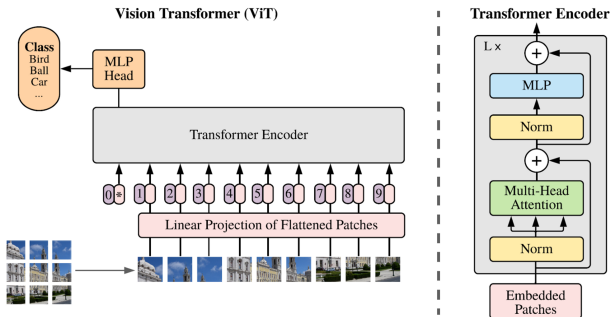 Vision Transformer (ViT)
Class
Bird
Ball
Car
...
MLP
Head
Transformer Encoder
0 * 1 2 3 4 5 6 7 8 9
Linear Projection of Flattened Patches
Transformer Encoder
L x
+
MLP
Norm
+
Multi-Head
Attention
Norm
Embedded
Patches